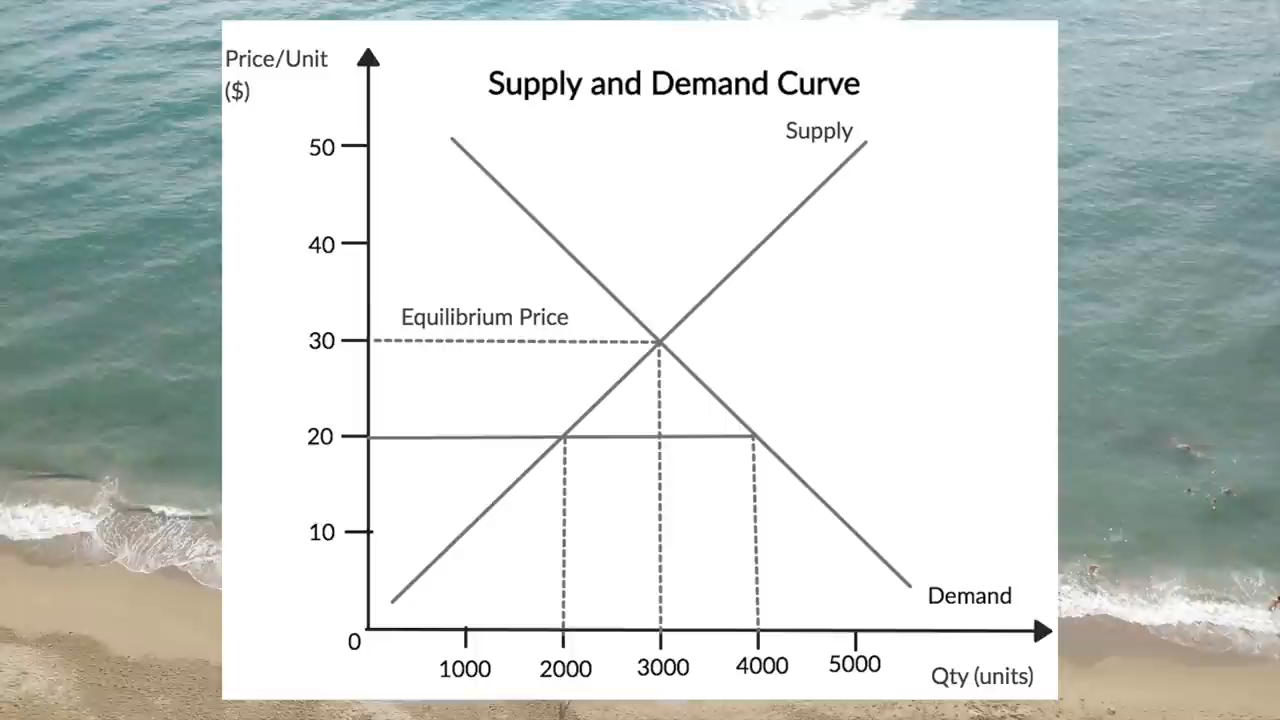 Price/Unit
($)
Supply and Demand Curve
Supply
50
40
Equilibrium Price
30
20
10
Demand
0
1000
2000
3000
4000
5000
Qty (units)